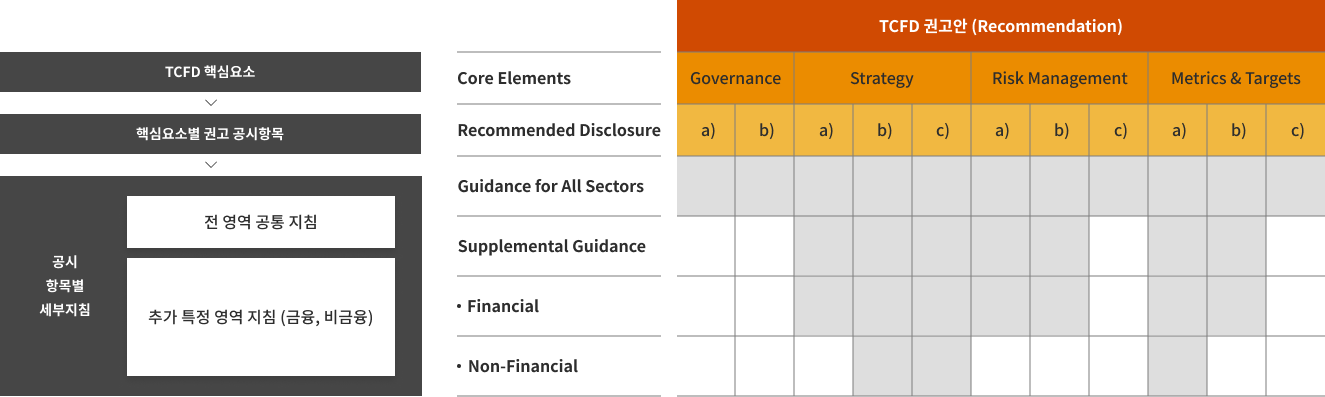 TCFD 핵심요소
핵심요소별 권고 공시항목
공시
항목별
세부지침
전 영역 공통 지침
추가 특정 영역 지침 (금융, 비금융)
TCFD 권고안 (Recommendation)
Core Elements
Governance
Strategy
Risk Management
Metrics & Targets
Recommended Disclosure
a)
b)
a)
b)
c)
a)
b)
c)
a)
b)
c)
Guidance for All Sectors
Supplemental Guidance
• Financial
• Non-Financial